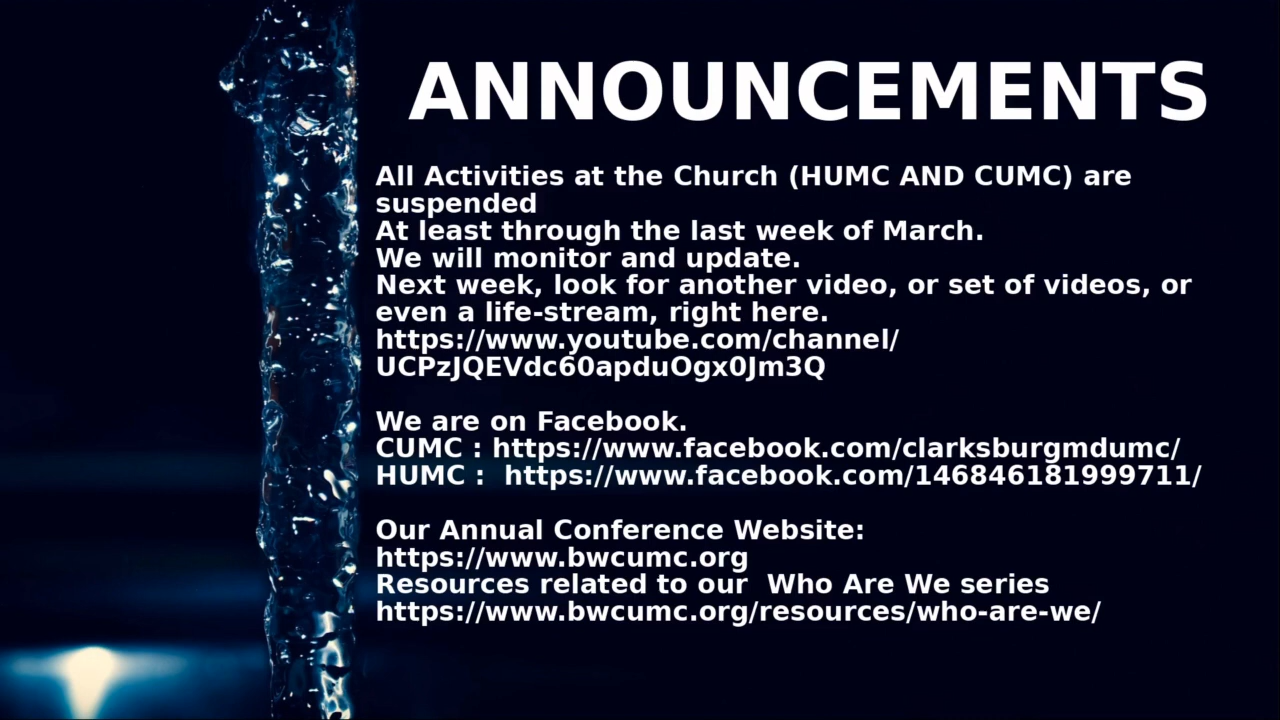 ANNOUNCEMENTS
All Activities at the Church (HUMC AND CUMC) are
suspended
At least through the last week of March.
We will monitor and update.
Next week, look for another video, or set of videos, or
even a life-stream, right here.
https://www.youtube.com/channel/
UCPzJQEVdc60apduOgx0Jm3Q
We are on Facebook.
CUMC : https://www.facebook.com/clarksburgmdumc/
HUMC :  https://www.facebook.com/146846181999711/
Our Annual Conference Website:
https://www.bwcumc.org
Resources related to our  Who Are We series
https://www.bwcumc.org/resources/who-are-we/